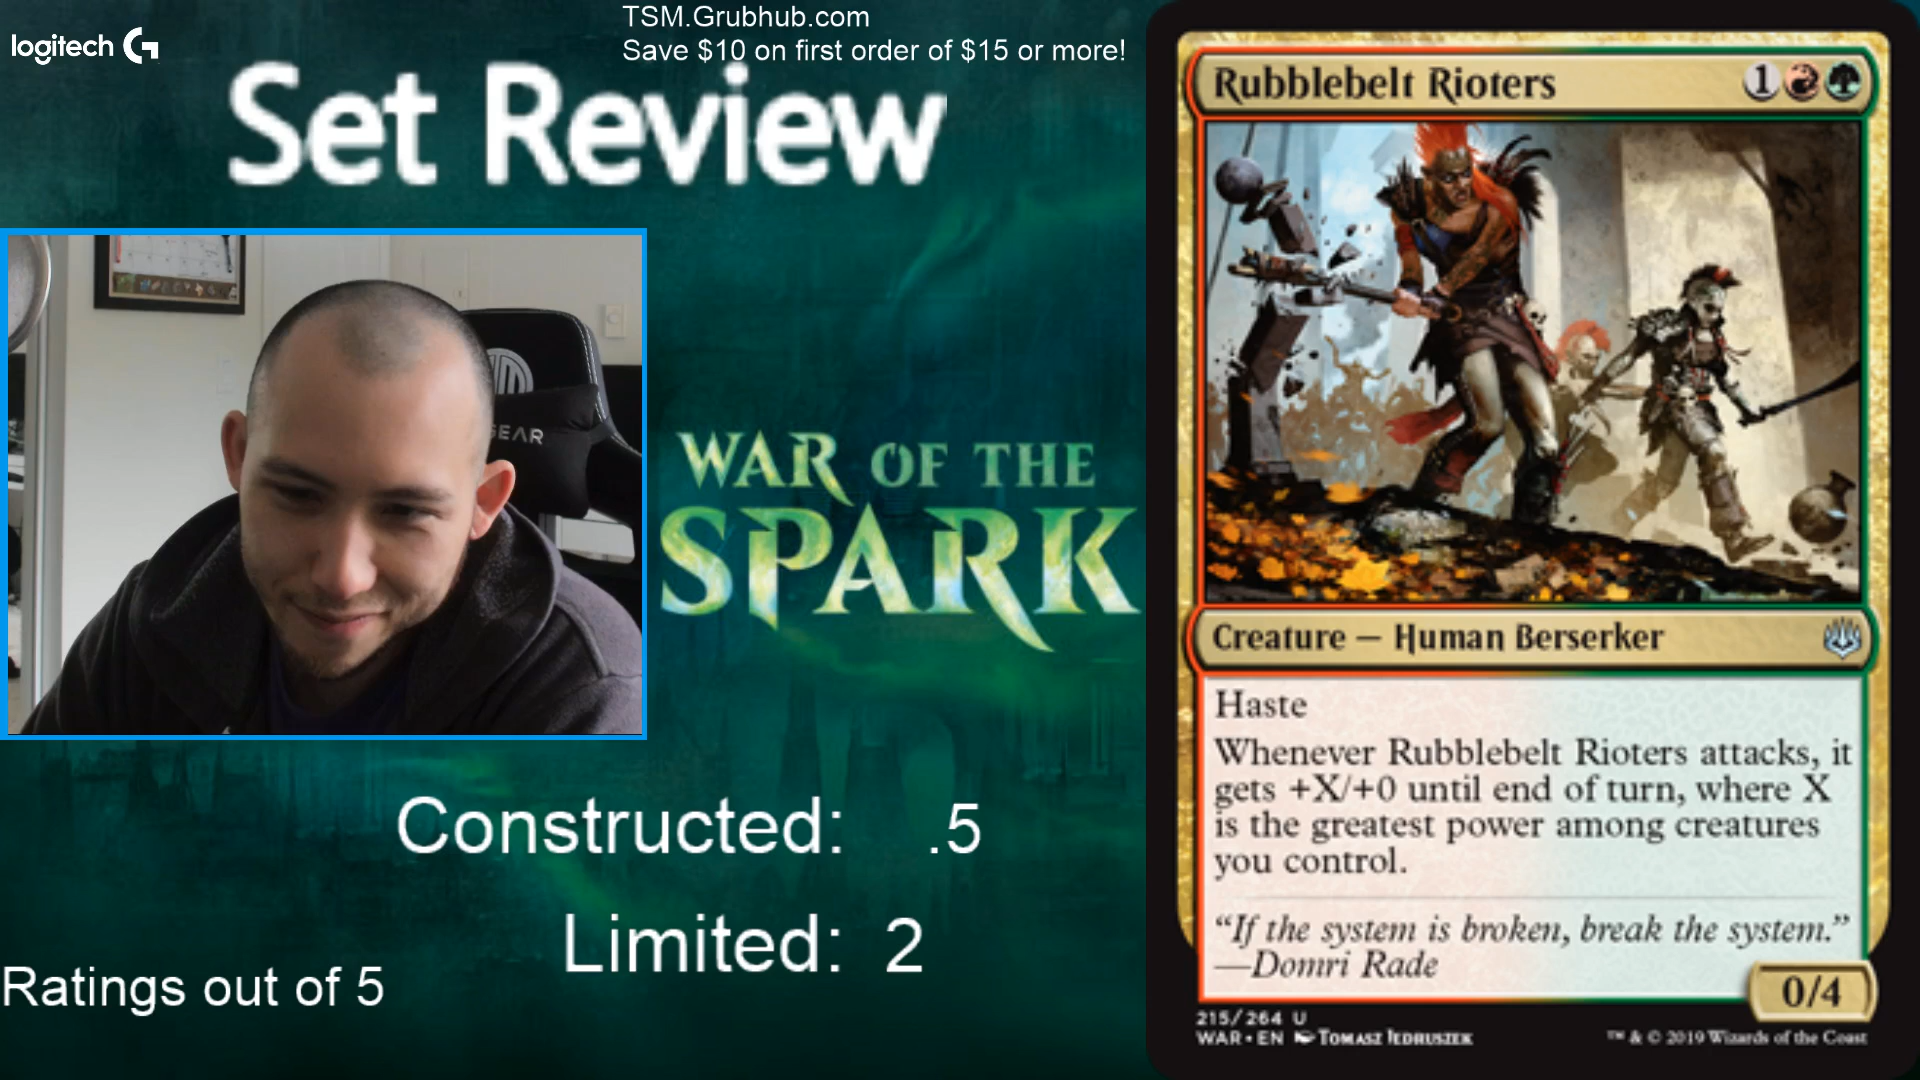 logitech G
TSM.Grubhub.com
Save $10 on first order of $15 or more!
Set Review
GEAR
WAR OF THE
SPARK
Constructed: .5
Limited: 2
Ratings out of 5
Rubblebelt Rioters 1
Creature — Human Berserker
Haste
Whenever Rubblebelt Rioters attacks, it
gets +X/+0 until end of turn, where X
is the greatest power among creatures
you control.
“If the system is broken, break the system.”
—Domri Rade
0/4
215/264 U
WAR • EN TOMASZ JEDRUSZEK
™ & © 2019 Wizards of the Coast